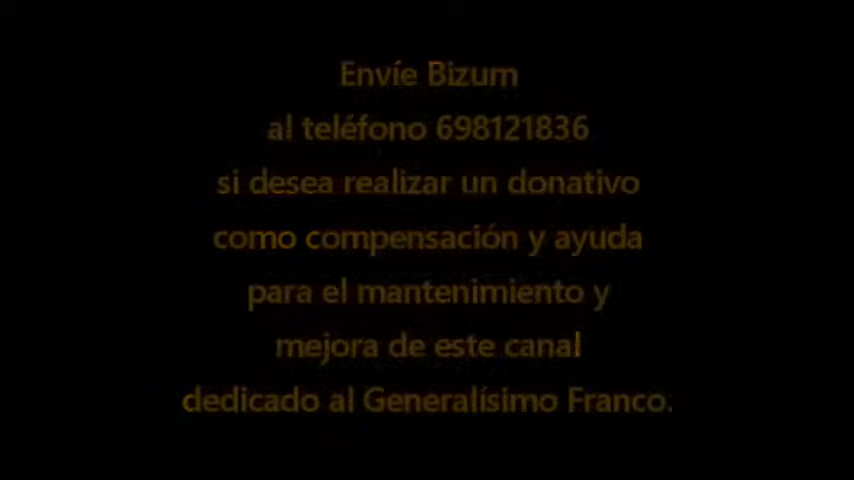 Envíe Bizum
al teléfono 698121836
si desea realizar un donativo
como compensación y ayuda
para el mantenimiento y
mejora de este canal
dedicado al Generalísimo Franco.